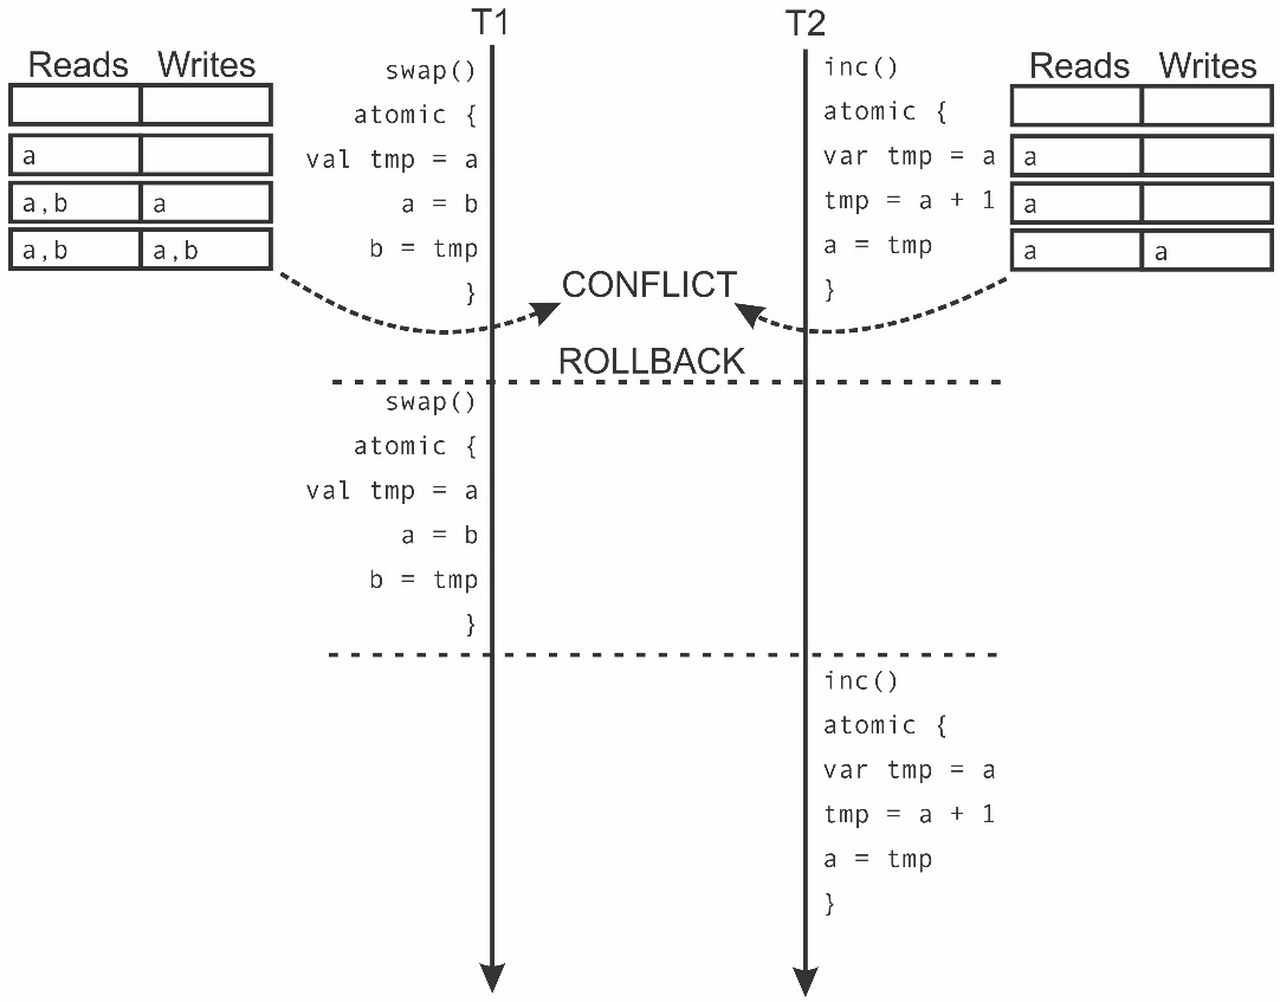 T1
T2
Reads Writes
a
a,b a
a,b a,b
swap()
atomic {
val tmp = a
a = b
b = tmp
}
inc()
atomic {
var tmp = a
tmp = a + 1
a = tmp
}
Reads Writes
a
a
a a
CONFLICT
ROLLBACK
swap()
atomic {
val tmp = a
a = b
b = tmp
}
inc()
atomic {
var tmp = a
tmp = a + 1
a = tmp
}